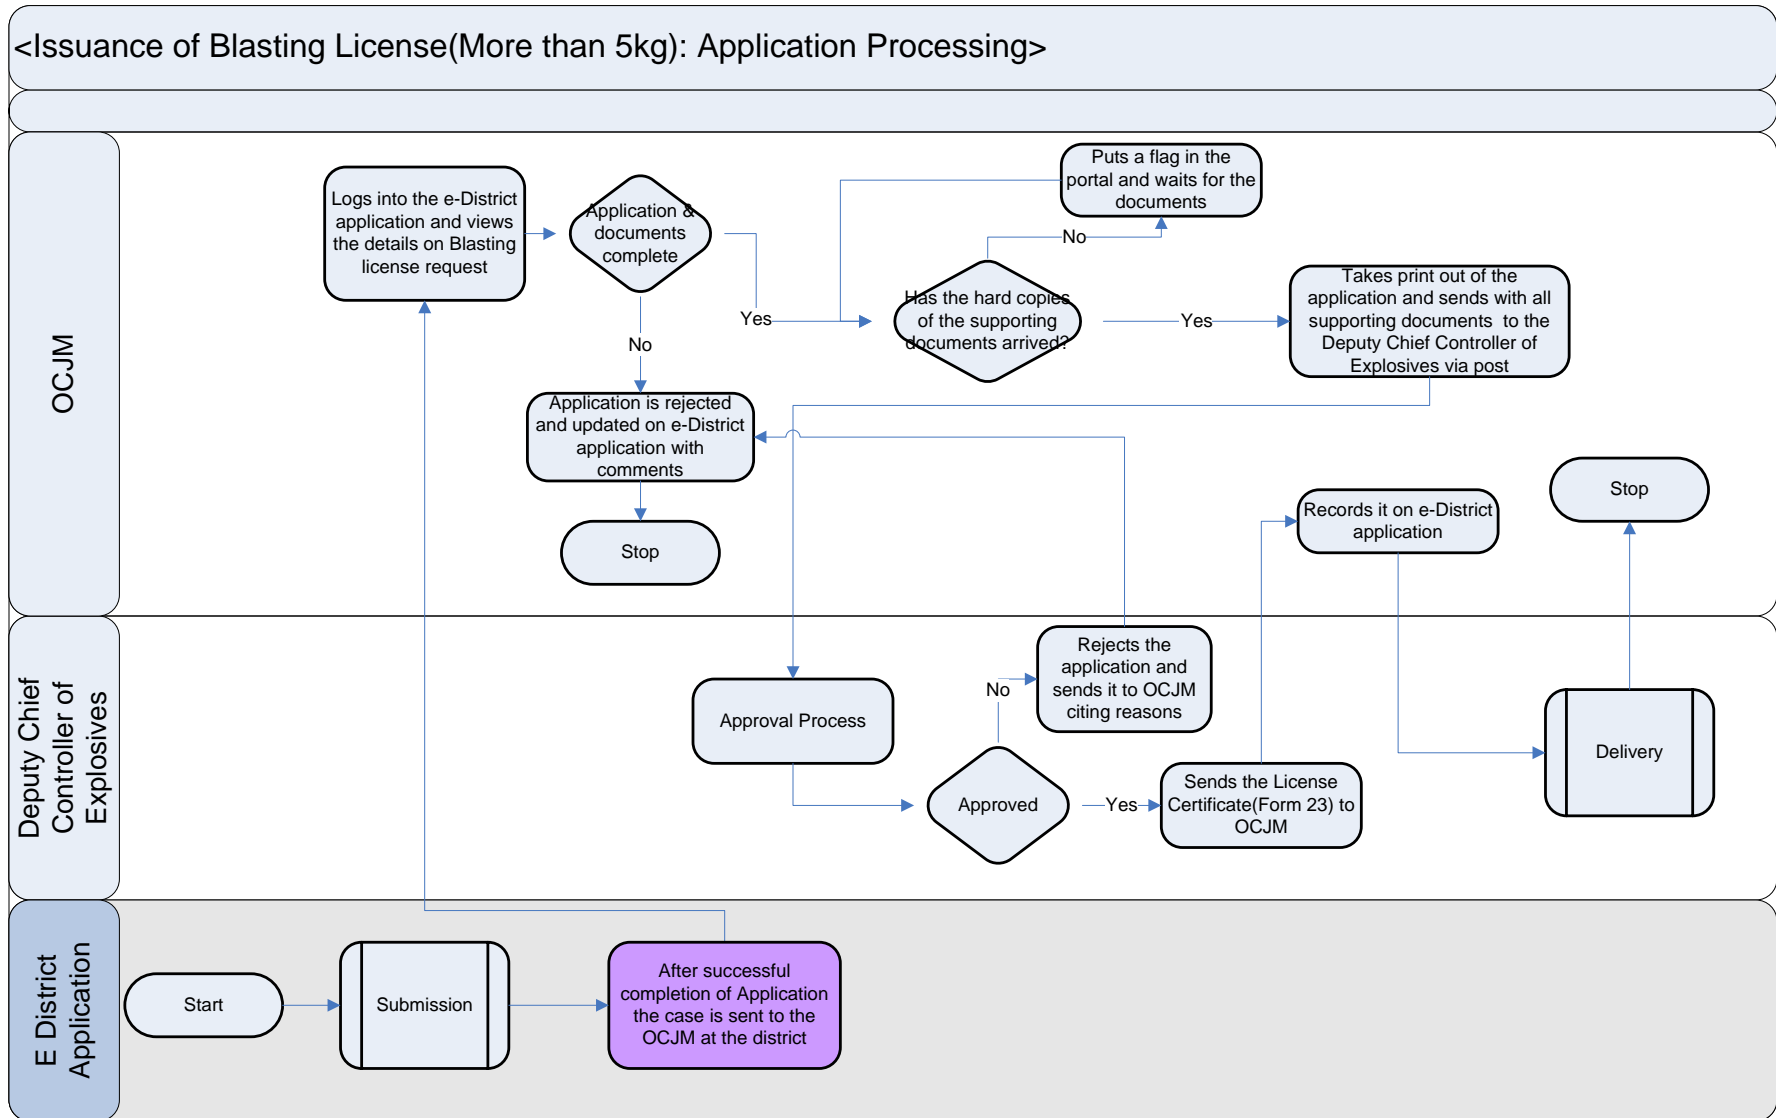 <Issuance of Blasting License(More than 5kg): Application Processing>
OCJM
Logs into the e-District
application and views
the details on Blasting
license request
Application &
documents
complete
Yes
No
Application is rejected
and updated on e-District
application with
comments
Stop
Puts a flag in the
portal and waits for the
documents
No
Has the hard copies
of the supporting
documents arrived?
Yes
Takes print out of the
application and sends with all
supporting documents  to the
Deputy Chief Controller of
Explosives via post
Records it on e-District
application
Stop
Deputy Chief
Controller of
Explosives
Approval Process
Approved
No
Rejects the
application and
sends it to OCJM
citing reasons
Yes
Sends the License
Certificate(Form 23) to
OCJM
Delivery
E District
Application
Start
Submission
After successful
completion of Application
the case is sent to the
OCJM at the district